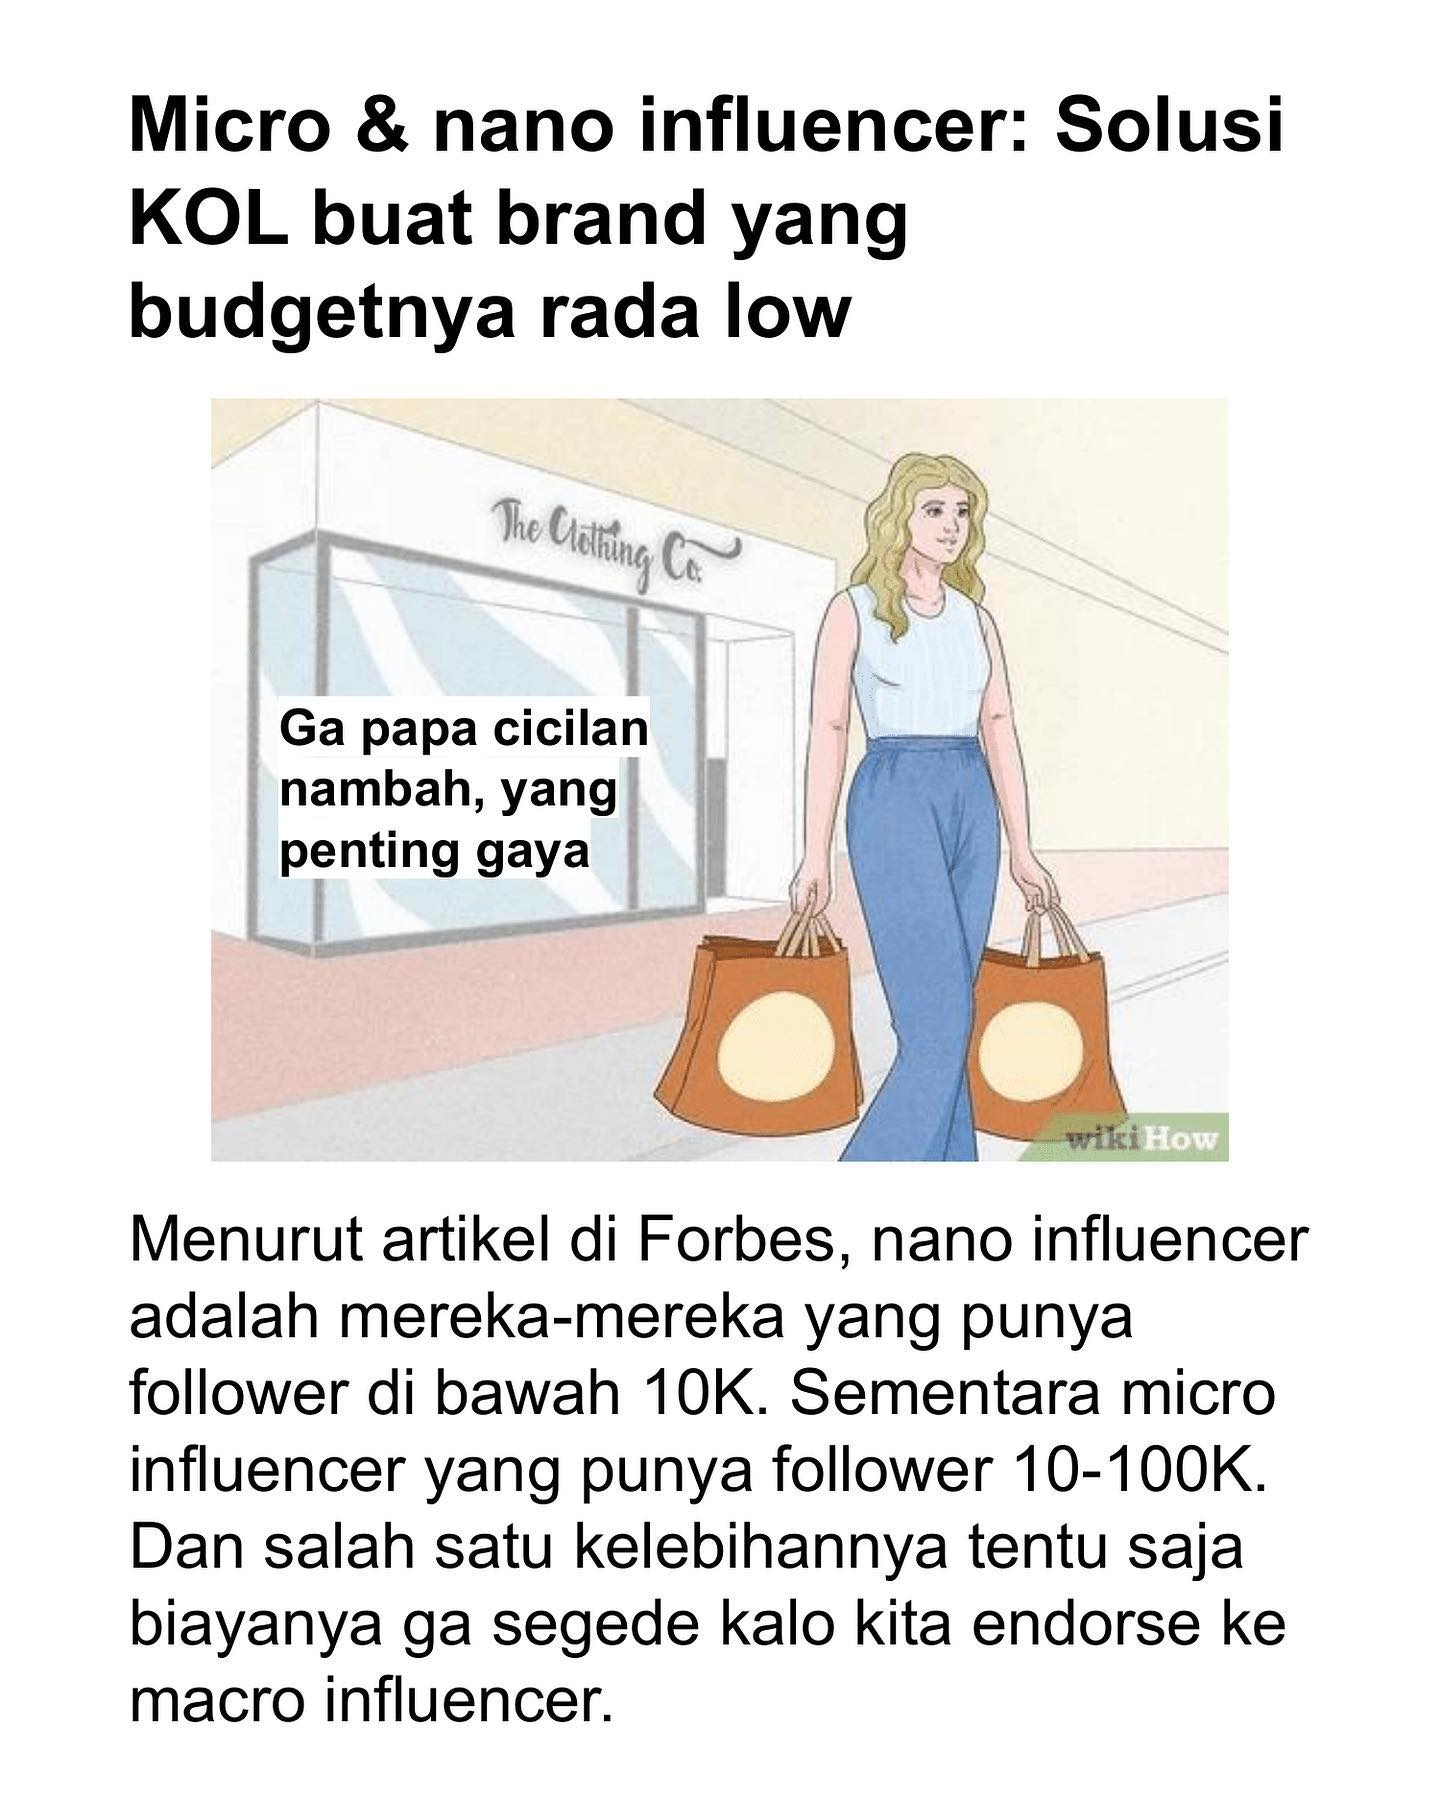 Micro & nano influencer: Solusi
KOL buat brand yang
budgetnya rada low
The Clothing Co.
Ga papa cicilan
nambah, yang
penting gaya
wikiHow
Menurut artikel di Forbes, nano influencer
adalah mereka-mereka yang punya
follower di bawah 10K. Sementara micro
influencer yang punya follower 10-100K.
Dan salah satu kelebihannya tentu saja
biayanya ga segede kalo kita endorse ke
macro influencer.